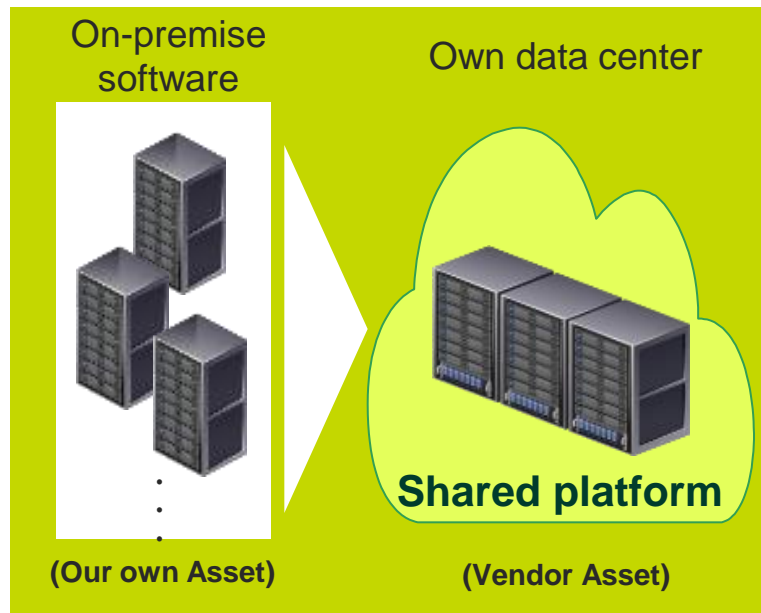 On-premise
software
Own data center
.
.
.
Shared platform
(Our own Asset)
(Vendor Asset)